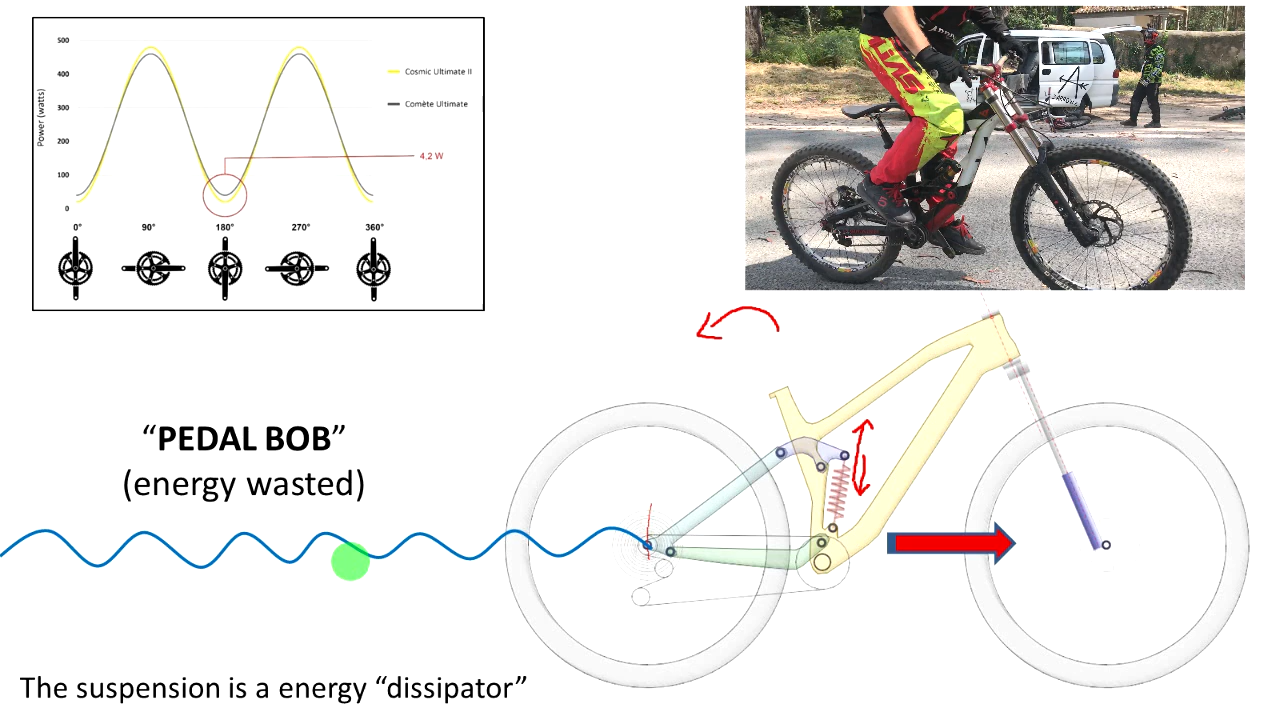 500
400
300
200
100
0
Power (watts)
Cosmic Ultimate II
Comète Ultimate
4.2 W
0° 90° 180° 270° 360°
“PEDAL BOB”
(energy wasted)
The suspension is a energy “dissipator”